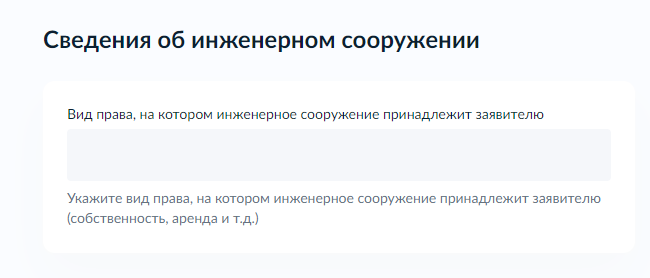 Сведения об инженерном сооружении
Вид права, на котором инженерное сооружение принадлежит заявителю
Укажите вид права, на котором инженерное сооружение принадлежит заявителю
(собственность, аренда и т.д.)